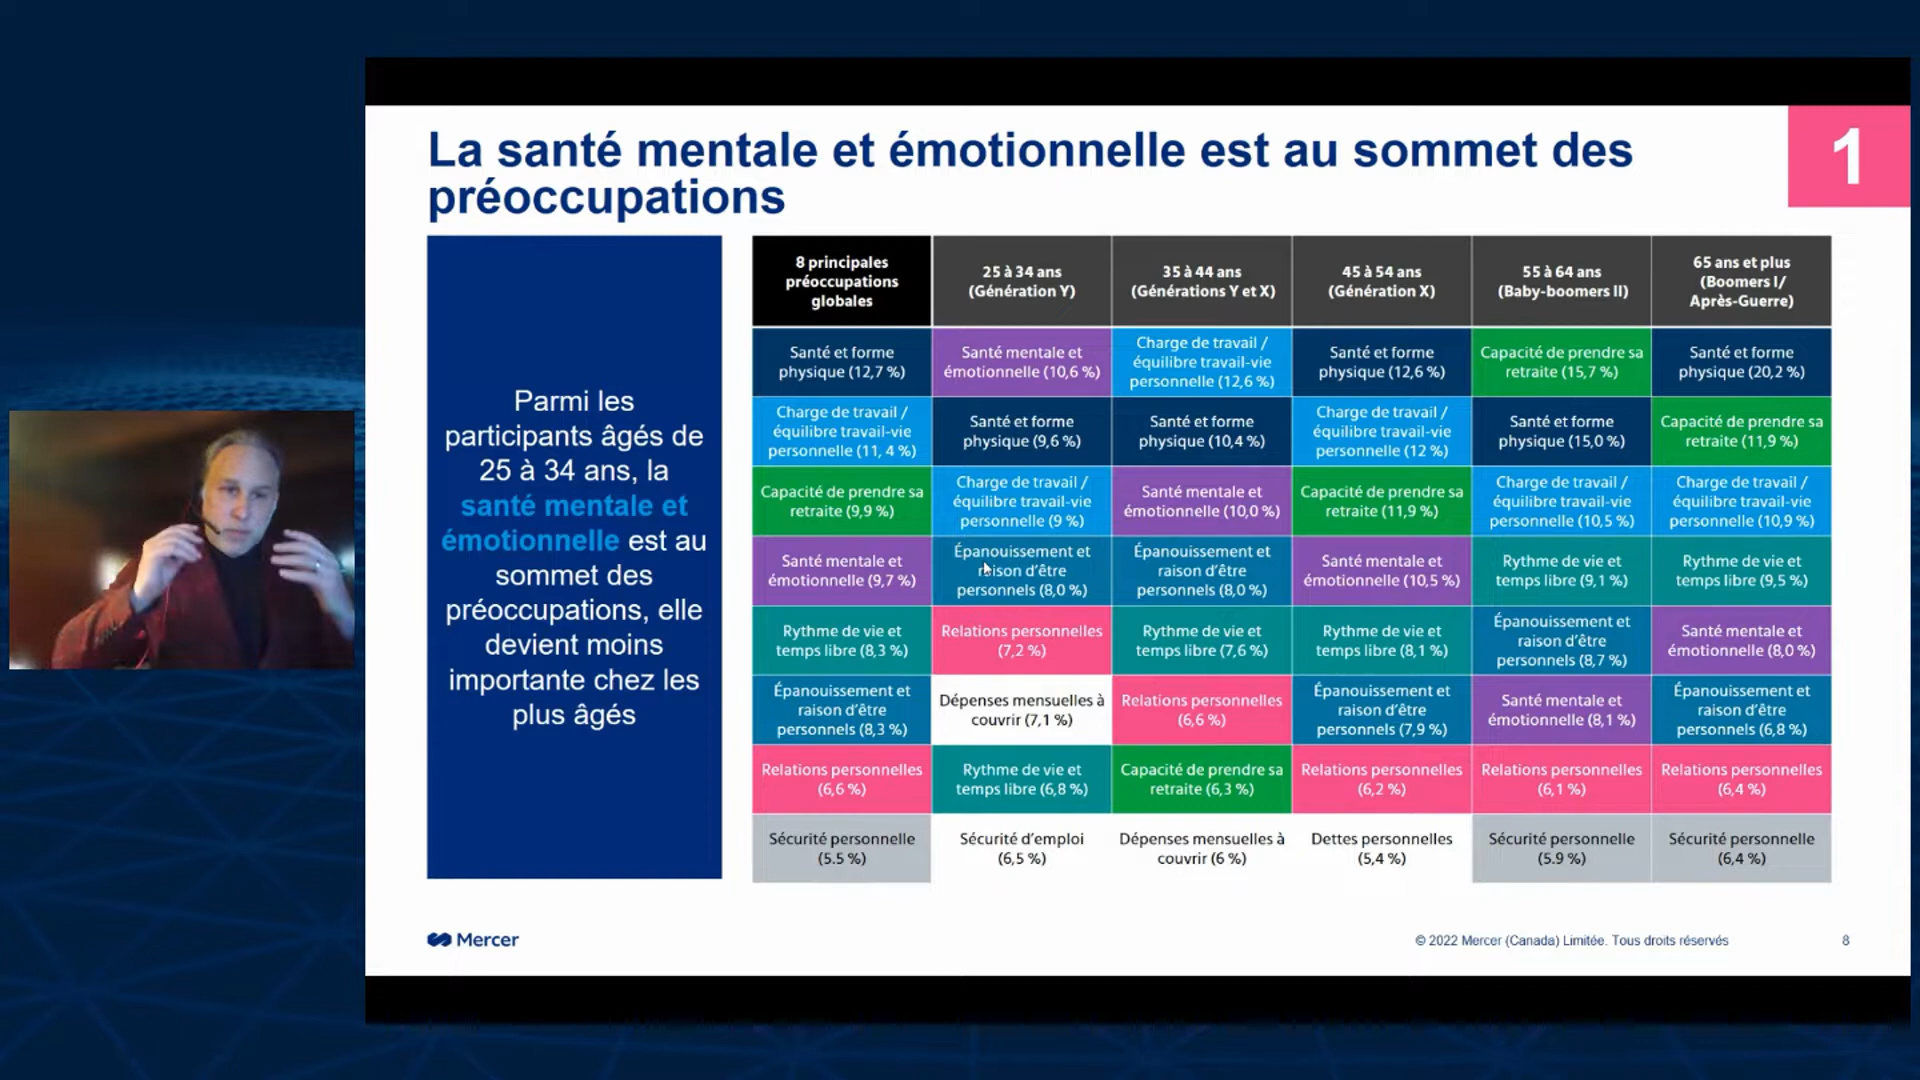 La santé mentale et émotionnelle est au sommet des
préoccupations
1
Parmi les
participants âgés de
25 à 34 ans, la
santé mentale et
émotionnelle est au
sommet des
préoccupations, elle
devient moins
importante chez les
plus âgés
8 principales
préoccupations
globales
25 à 34 ans
(Génération Y)
35 à 44 ans
(Générations Y et X)
45 à 54 ans
(Génération X)
55 à 64 ans
(Baby-boomers II)
65 ans et plus
(Boomers I/
Après-Guerre)
Santé et forme
physique (12,7 %)
Santé mentale et
émotionnelle (10,6 %)
Charge de travail /
équilibre travail-vie
personnelle (12,6 %)
Santé et forme
physique (12,6 %)
Capacité de prendre sa
retraite (15,7 %)
Santé et forme
physique (20,2 %)
Charge de travail /
équilibre travail-vie
personnelle (11, 4 %)
Santé et forme
physique (9,6 %)
Santé et forme
physique (10,4 %)
Charge de travail /
équilibre travail-vie
personnelle (12 %)
Santé et forme
physique (15,0 %)
Capacité de prendre sa
retraite (11,9 %)
Capacité de prendre sa
retraite (9,9 %)
Charge de travail /
équilibre travail-vie
personnelle (9 %)
Santé mentale et
émotionnelle (10,0 %)
Capacité de prendre sa
retraite (11,9 %)
Charge de travail /
équilibre travail-vie
personnelle (10,5 %)
Charge de travail /
équilibre travail-vie
personnelle (10,9 %)
Santé mentale et
émotionnelle (9,7 %)
Épanouissement et
raison d'être
personnels (8,0 %)
Épanouissement et
raison d'être
personnels (8,0 %)
Santé mentale et
émotionnelle (10,5 %)
Rythme de vie et
temps libre (9,1 %)
Rythme de vie et
temps libre (9,5 %)
Rythme de vie et
temps libre (8,3 %)
Relations personnelles
(7,2 %)
Rythme de vie et
temps libre (7,6 %)
Rythme de vie et
temps libre (8,1 %)
Épanouissement et
raison d'être
personnels (8,7 %)
Santé mentale et
émotionnelle (8,0 %)
Épanouissement et
raison d'être
personnels (8,3 %)
Dépenses mensuelles à
couvrir (7,1 %)
Relations personnelles
(6,6 %)
Épanouissement et
raison d'être
personnels (7,9 %)
Santé mentale et
émotionnelle (8,1 %)
Épanouissement et
raison d'être
personnels (6,8 %)
Relations personnelles
(6,6 %)
Rythme de vie et
temps libre (6,8 %)
Capacité de prendre sa
retraite (6,3 %)
Relations personnelles
(6,2 %)
Relations personnelles
(6,1 %)
Relations personnelles
(6,4 %)
Sécurité personnelle
(5.5 %)
Sécurité d'emploi
(6,5 %)
Dépenses mensuelles à
couvrir (6 %)
Dettes personnelles
(5,4 %)
Sécurité personnelle
(5.9 %)
Sécurité personnelle
(6,4 %)
Mercer
© 2022 Mercer (Canada) Limitée. Tous droits réservés
8